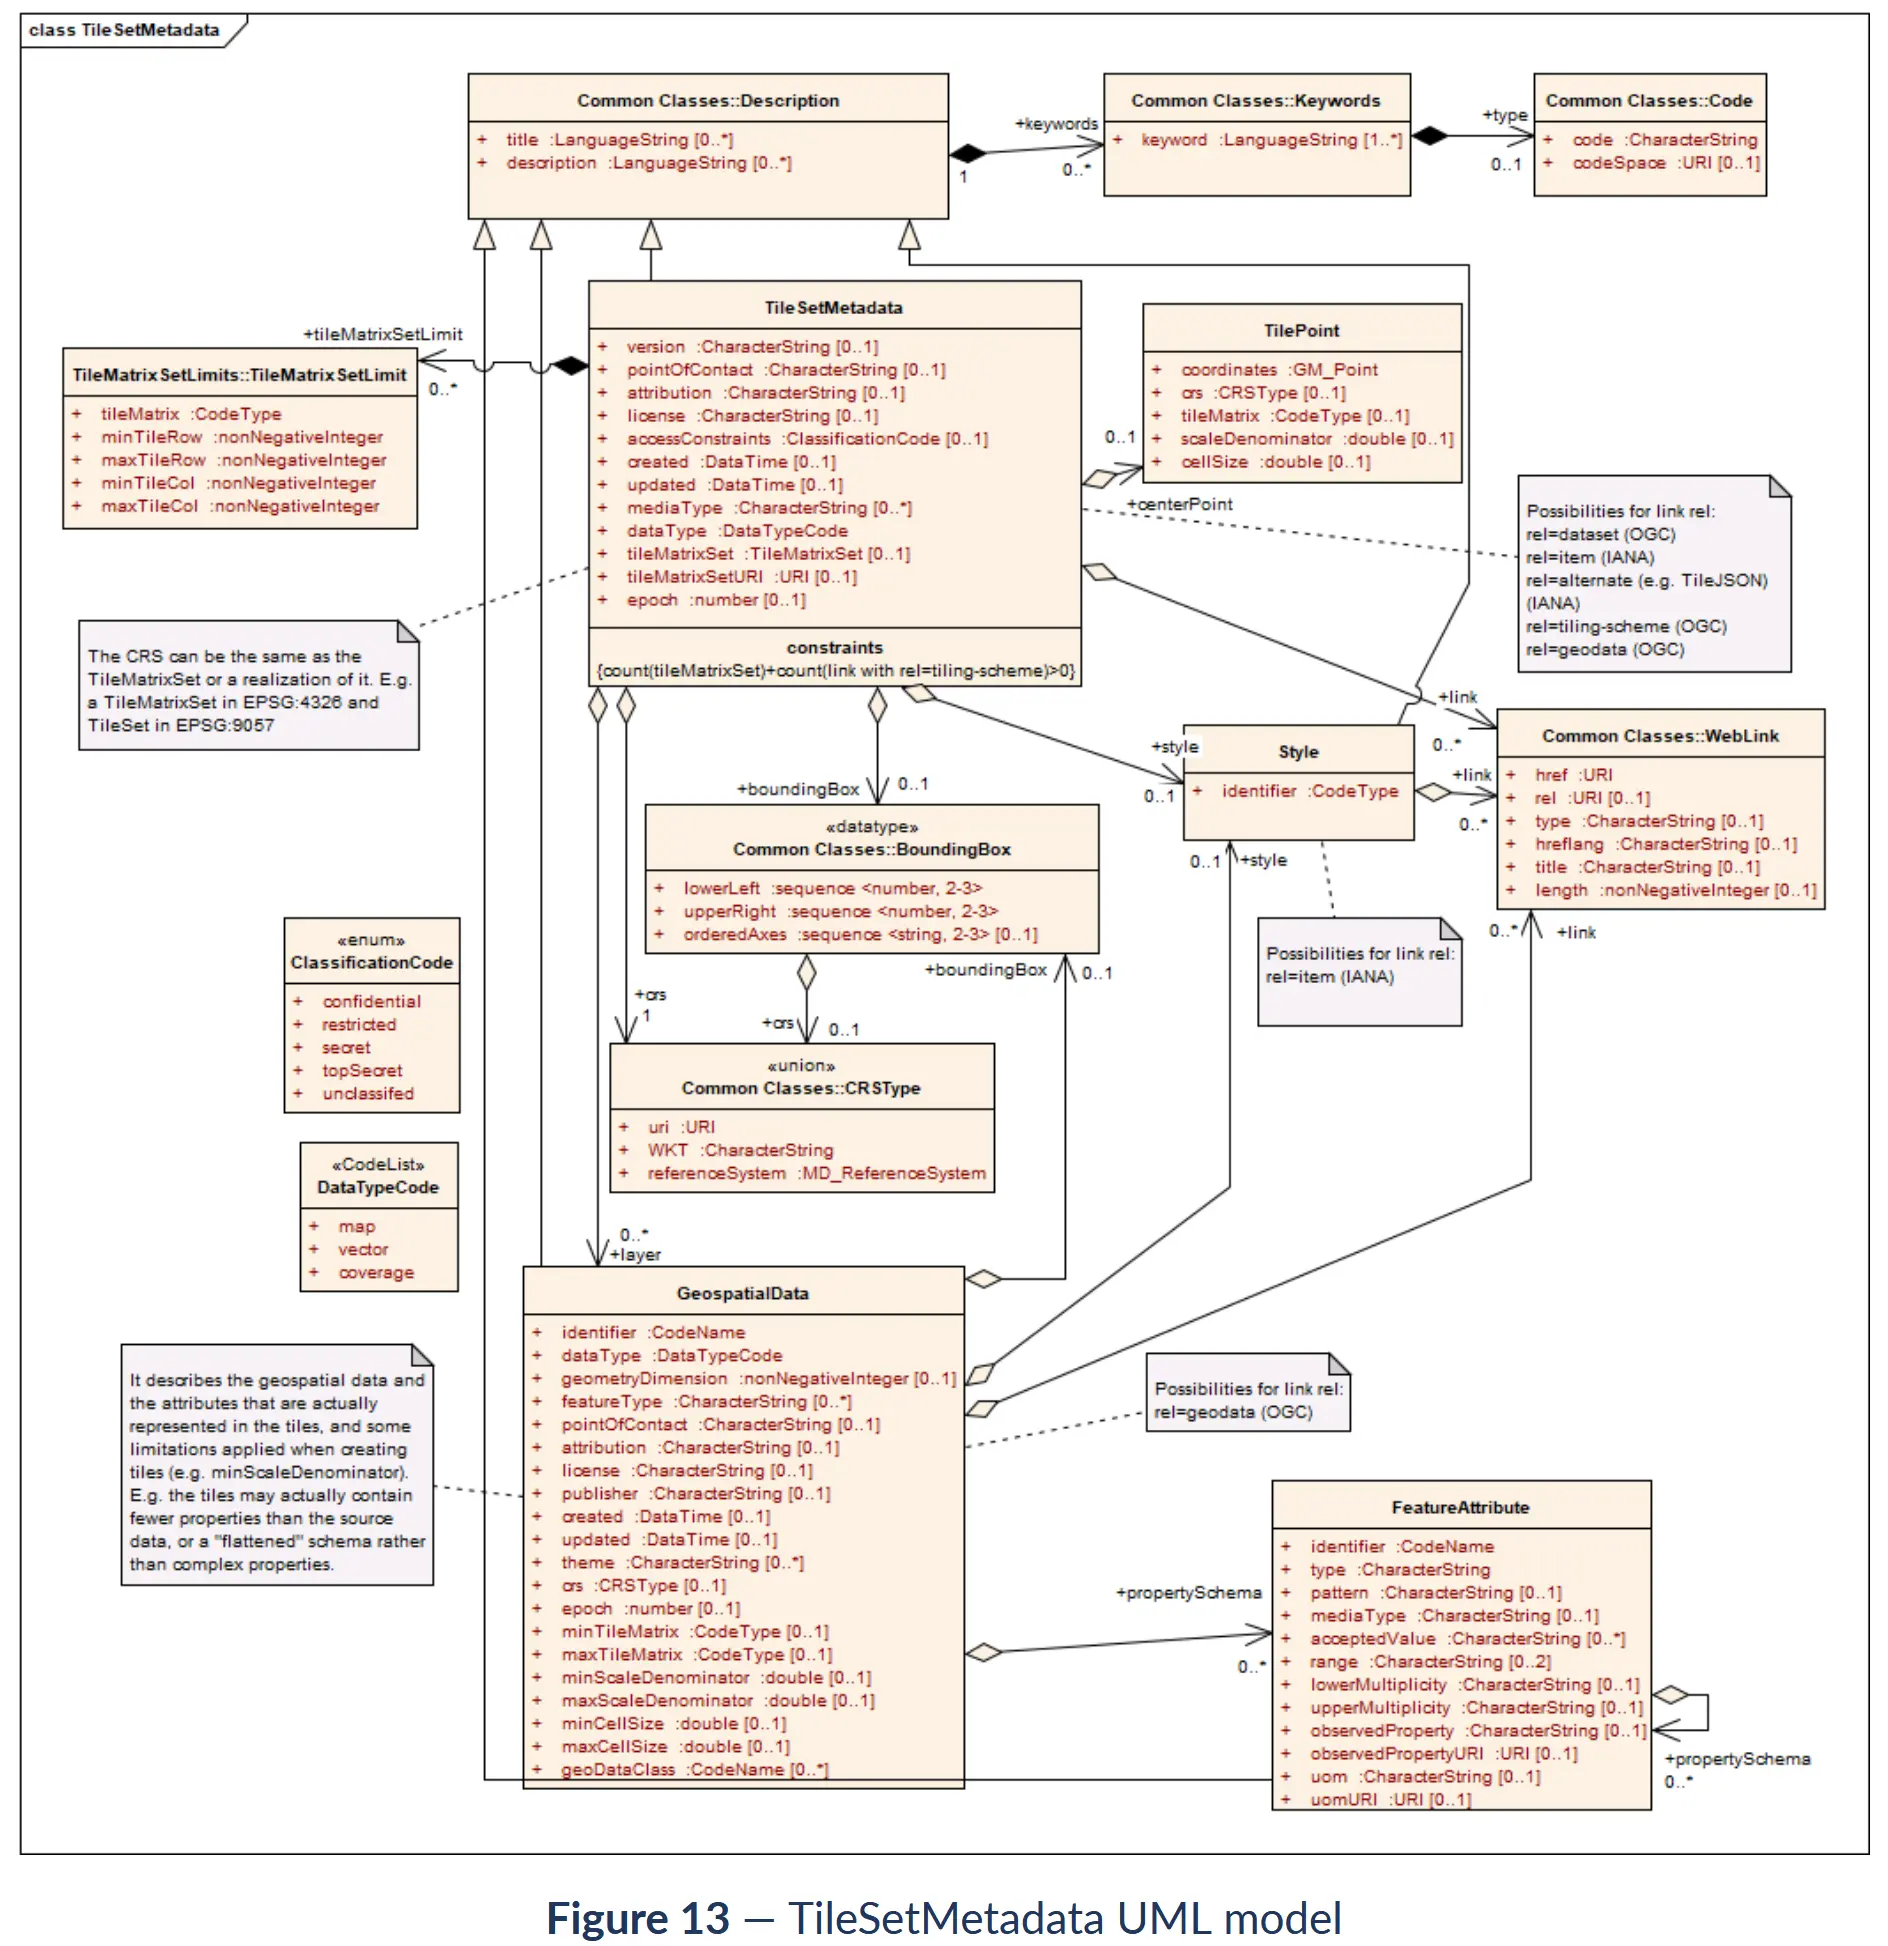 class TileSetMetadata
Common Classes::Description
+ title :LanguageString [0..*]
+ description :LanguageString [0..*]
+keywords
1
0..*
Common Classes::Keywords
+ keyword :LanguageString [1..*]
+type
0..1
Common Classes::Code
+ code :CharacterString
+ codeSpace :URI [0..1]
TileSetMetadata
+ version :CharacterString [0..1]
+ pointOfContact :CharacterString [0..1]
+ attribution :CharacterString [0..1]
+ license :CharacterString [0..1]
+ accessConstraints :ClassificationCode [0..1]
+ created :DataTime [0..1]
+ updated :DataTime [0..1]
+ mediaType :CharacterString [0..*]
+ dataType :DataTypeCode
+ tileMatrixSet :TileMatrixSet [0..1]
+ tileMatrixSetURI :URI [0..1]
+ epoch :number [0..1]
constraints
{count(tileMatrixSet)+count(link with rel=tiling-scheme)>0}
+tileMatrixSetLimit
0..*
TileMatrixSetLimits::TileMatrixSetLimit
+ tileMatrix :CodeType
+ minTileRow :nonNegativeInteger
+ maxTileRow :nonNegativeInteger
+ minTileCol :nonNegativeInteger
+ maxTileCol :nonNegativeInteger
TilePoint
+ coordinates :GM_Point
+ crs :CRSType [0..1]
+ tileMatrix :CodeType [0..1]
+ scaleDenominator :double [0..1]
+ cellSize :double [0..1]
0..1
+centerPoint
Possibilities for link rel:
rel=dataset (OGC)
rel=item (IANA)
rel=alternate (e.g. TileJSON)
(IANA)
rel=tiling-scheme (OGC)
rel=geodata (OGC)
The CRS can be the same as the
TileMatrixSet or a realization of it. E.g.
a TileMatrixSet in EPSG:4326 and
TileSet in EPSG:9057
+link
0..*
+style
0..1
Style
+ identifier :CodeType
+link
0..*
Common Classes::WebLink
+ href :URI
+ rel :URI [0..1]
+ type :CharacterString [0..1]
+ hreflang :CharacterString [0..1]
+ title :CharacterString [0..1]
+ length :nonNegativeInteger [0..1]
+boundingBox
0..1
«datatype»
Common Classes::BoundingBox
+ lowerLeft :sequence <number, 2-3>
+ upperRight :sequence <number, 2-3>
+ orderedAxes :sequence <string, 2-3> [0..1]
0..1
+style
0..*
+link
Possibilities for link rel:
rel=item (IANA)
+boundingBox
0..1
+crs
1
+crs
0..1
«enum»
ClassificationCode
+ confidential
+ restricted
+ secret
+ topSecret
+ unclassifed
«union»
Common Classes::CRSType
+ uri :URI
+ WKT :CharacterString
+ referenceSystem :MD_ReferenceSystem
«CodeList»
DataTypeCode
+ map
+ vector
+ coverage
0..*
+layer
GeospatialData
+ identifier :CodeName
+ dataType :DataTypeCode
+ geometryDimension :nonNegativeInteger [0..1]
+ featureType :CharacterString [0..*]
+ pointOfContact :CharacterString [0..1]
+ attribution :CharacterString [0..1]
+ license :CharacterString [0..1]
+ publisher :CharacterString [0..1]
+ created :DataTime [0..1]
+ updated :DataTime [0..1]
+ theme :CharacterString [0..*]
+ crs :CRSType [0..1]
+ epoch :number [0..1]
+ minTileMatrix :CodeType [0..1]
+ maxTileMatrix :CodeType [0..1]
+ minScaleDenominator :double [0..1]
+ maxScaleDenominator :double [0..1]
+ minCellSize :double [0..1]
+ maxCellSize :double [0..1]
+ geoDataClass :CodeName [0..*]
It describes the geospatial data and
the attributes that are actually
represented in the tiles, and some
limitations applied when creating
tiles (e.g. minScaleDenominator).
E.g. the tiles may actually contain
fewer properties than the source
data, or a "flattened" schema rather
than complex properties.
Possibilities for link rel:
rel=geodata (OGC)
+propertySchema
0..*
FeatureAttribute
+ identifier :CodeName
+ type :CharacterString
+ pattern :CharacterString [0..1]
+ mediaType :CharacterString [0..1]
+ acceptedValue :CharacterString [0..*]
+ range :CharacterString [0..2]
+ lowerMultiplicity :CharacterString [0..1]
+ upperMultiplicity :CharacterString [0..1]
+ observedProperty :CharacterString [0..1]
+ observedPropertyURI :URI [0..1]
+ uom :CharacterString [0..1]
+ uomURI :URI [0..1]
+propertySchema
0..*
Figure 13 — TileSetMetadata UML model